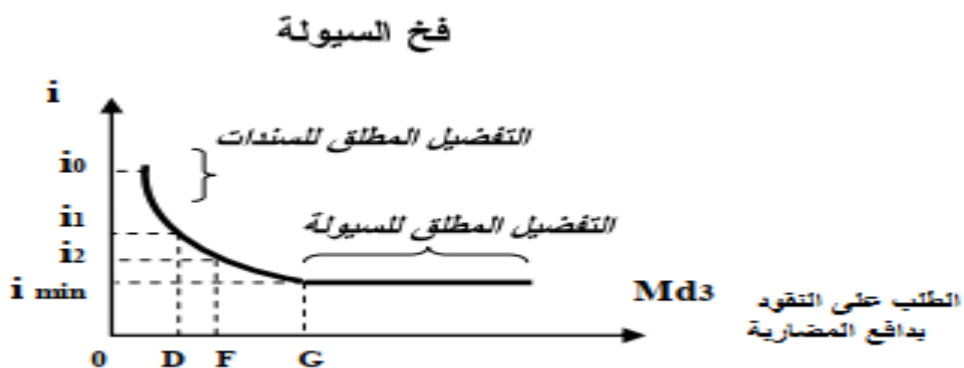 فخ السيولة
i
التفضيل المطلق للسندات
i0
i1
التفضيل المطلق للسيولة
i2
i min
Md3
الطلب على النقود
بدافع المضاربة
0 D F G